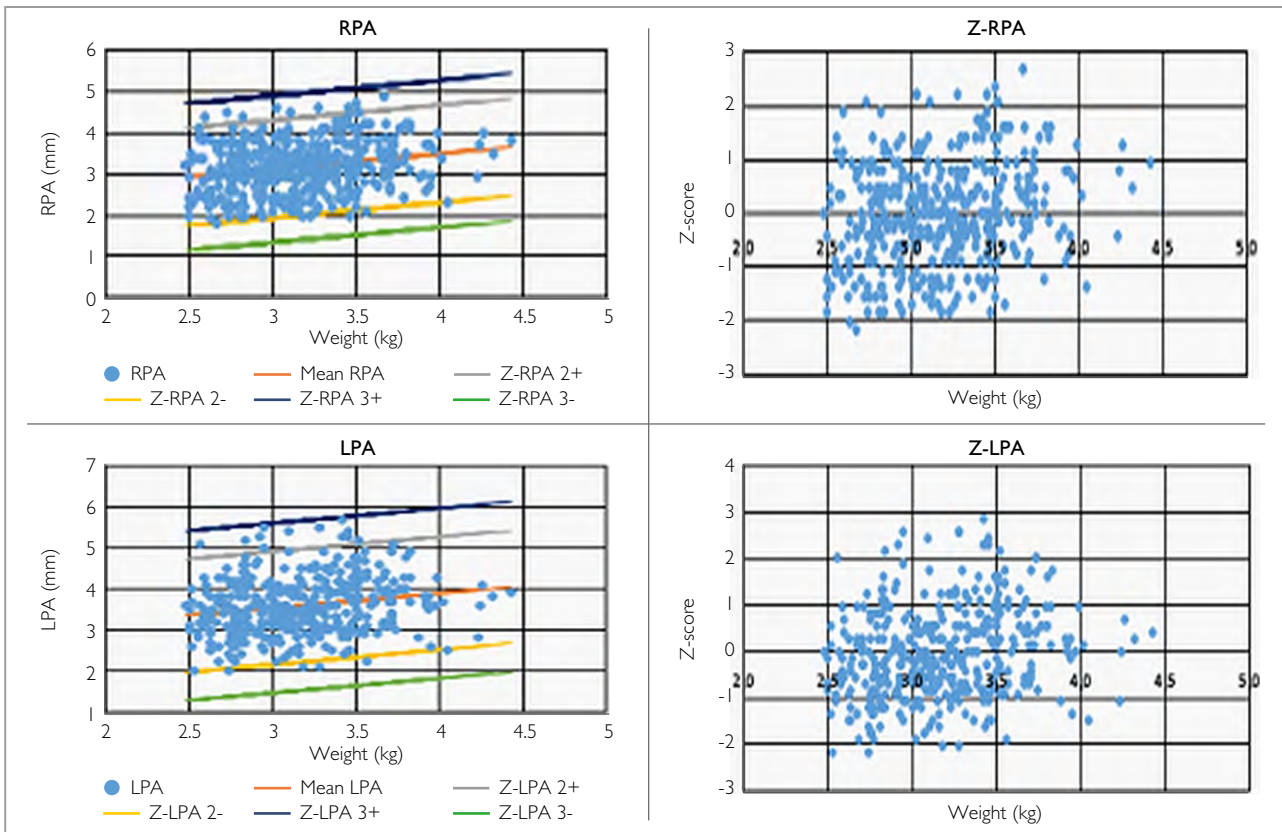 RPA
6
5
4
3
2
1
0
RPA (mm)
2 2.5 3 3.5 4 4.5 5
Weight (kg)
RPA Mean RPA Z-RPA 2+
Z-RPA 2- Z-RPA 3+ Z-RPA 3-
Z-RPA
3
2
1
0
-1
-2
-3
Z-score
2.0 2.5 3.0 3.5 4.0 4.5 5.0
Weight (kg)
LPA
7
6
5
4
3
2
1
LPA (mm)
2 2.5 3 3.5 4 4.5 5
Weight (kg)
LPA Mean LPA Z-LPA 2+
Z-LPA 2- Z-LPA 3+ Z-LPA 3-
Z-LPA
4
3
2
1
0
-1
-2
-3
Z-score
2.0 2.5 3.0 3.5 4.0 4.5 5.0
Weight (kg)